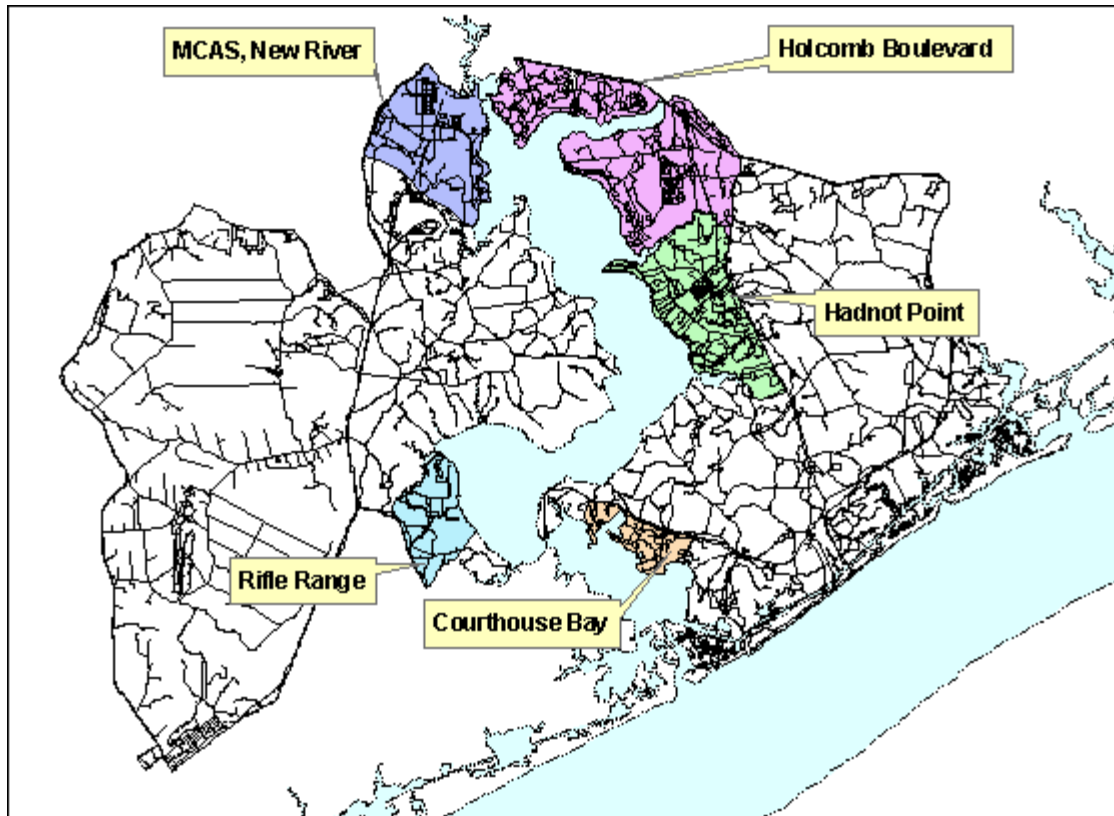 MCAS, New River
Holcomb Boulevard
Hadnot Point
Rifle Range
Courthouse Bay